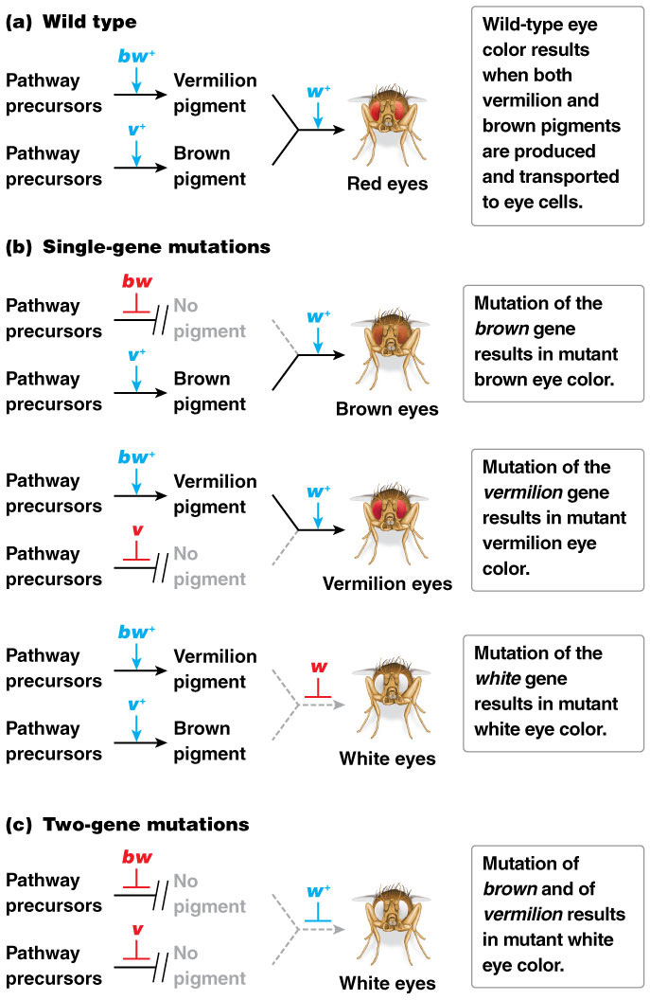 (a) Wild type
bw+
Pathway precursors
Vermilion pigment
v+
Pathway precursors
Brown pigment
w+
Red eyes
Wild-type eye
color results
when both
vermilion and
brown pigments
are produced
and transported
to eye cells.
(b) Single-gene mutations
bw
Pathway
precursors
No
pigment
v+
Pathway
precursors
Brown
pigment
w+
Brown eyes
Mutation of the
brown gene
results in mutant
brown eye color.
bw+
Pathway
precursors
Vermilion
pigment
v
Pathway
precursors
No
pigment
w+
Vermilion eyes
Mutation of the
vermilion gene
results in mutant
vermilion eye
color.
bw+
Pathway
precursors
Vermilion
pigment
v+
Pathway
precursors
Brown
pigment
w
White eyes
Mutation of the
white gene
results in mutant
white eye color.
(c) Two-gene mutations
bw
Pathway
precursors
No
pigment
v
Pathway
precursors
No
pigment
w+
White eyes
Mutation of
brown and of
vermilion results
in mutant white
eye color.